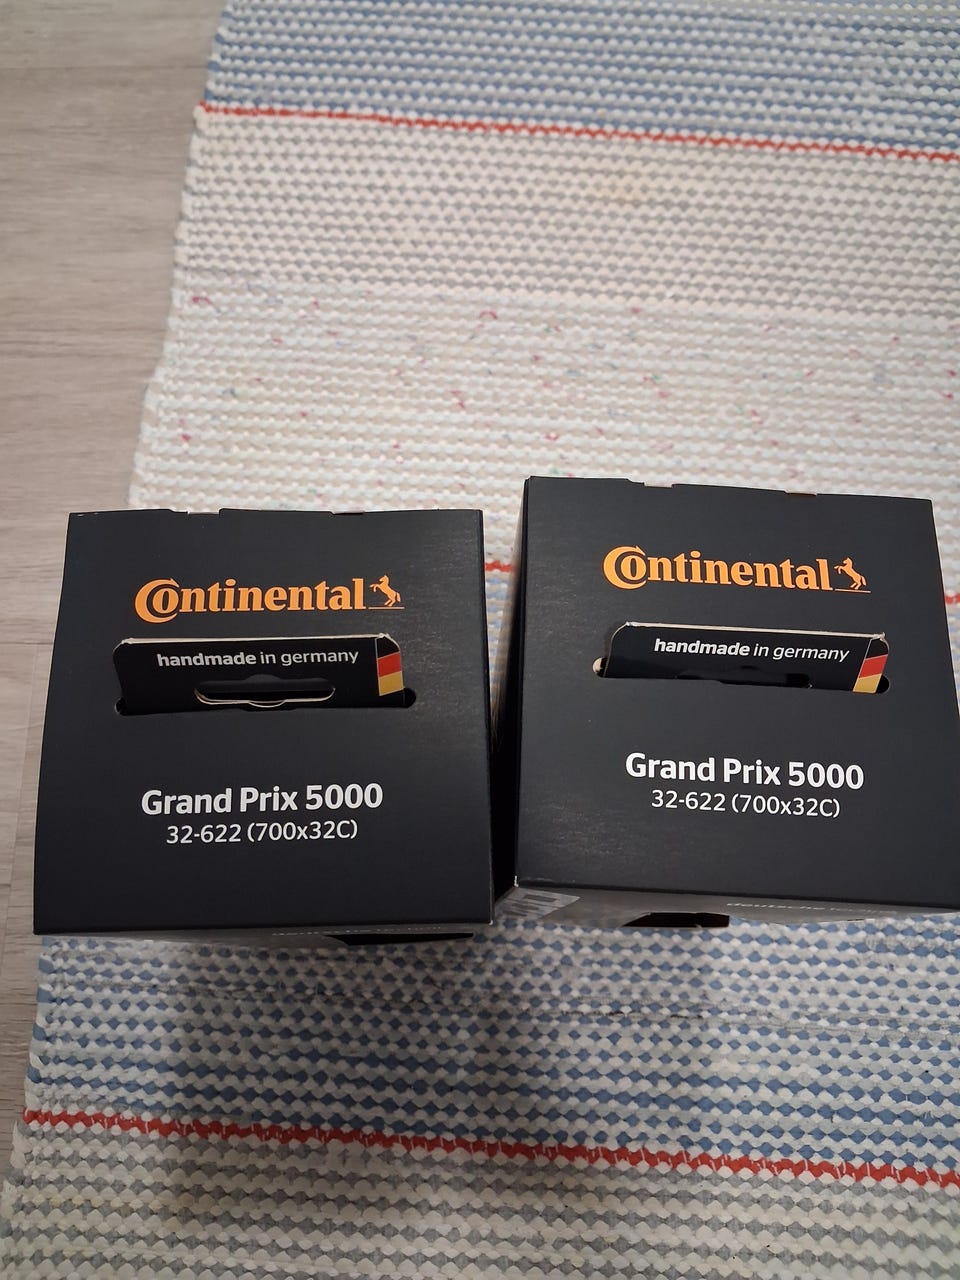 Continental
handmade in germany
Grand Prix 5000
32-622 (700x32C)
Continental
handmade in germany
Grand Prix 5000
32-622 (700x32C)
deutsche